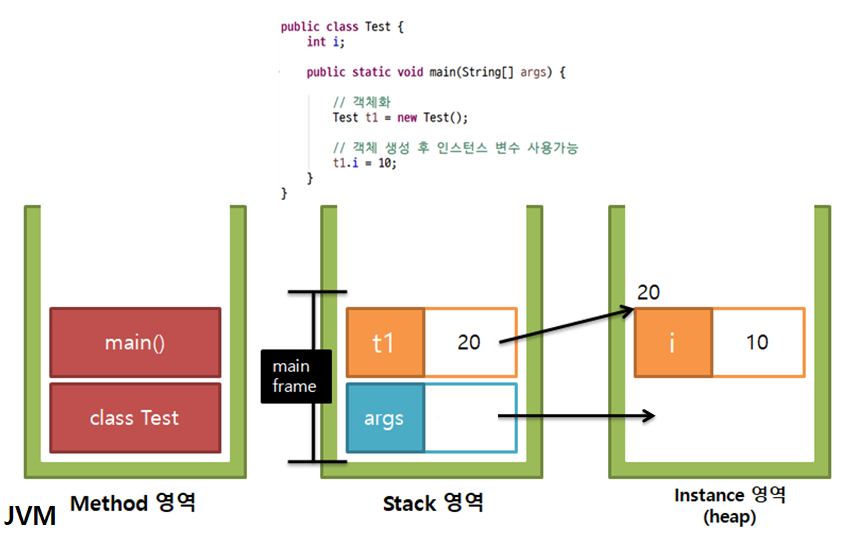 public class Test {
    int i;

    public static void main(String[] args) {

        // 객체화
        Test t1 = new Test();

        // 객체 생성 후 인스턴스 변수 사용가능
        t1.i = 10;
    }
}
main()
class Test
Method 영역
main
frame
t1
20
args
Stack 영역
20
i
10
Instance 영역
(heap)
JVM